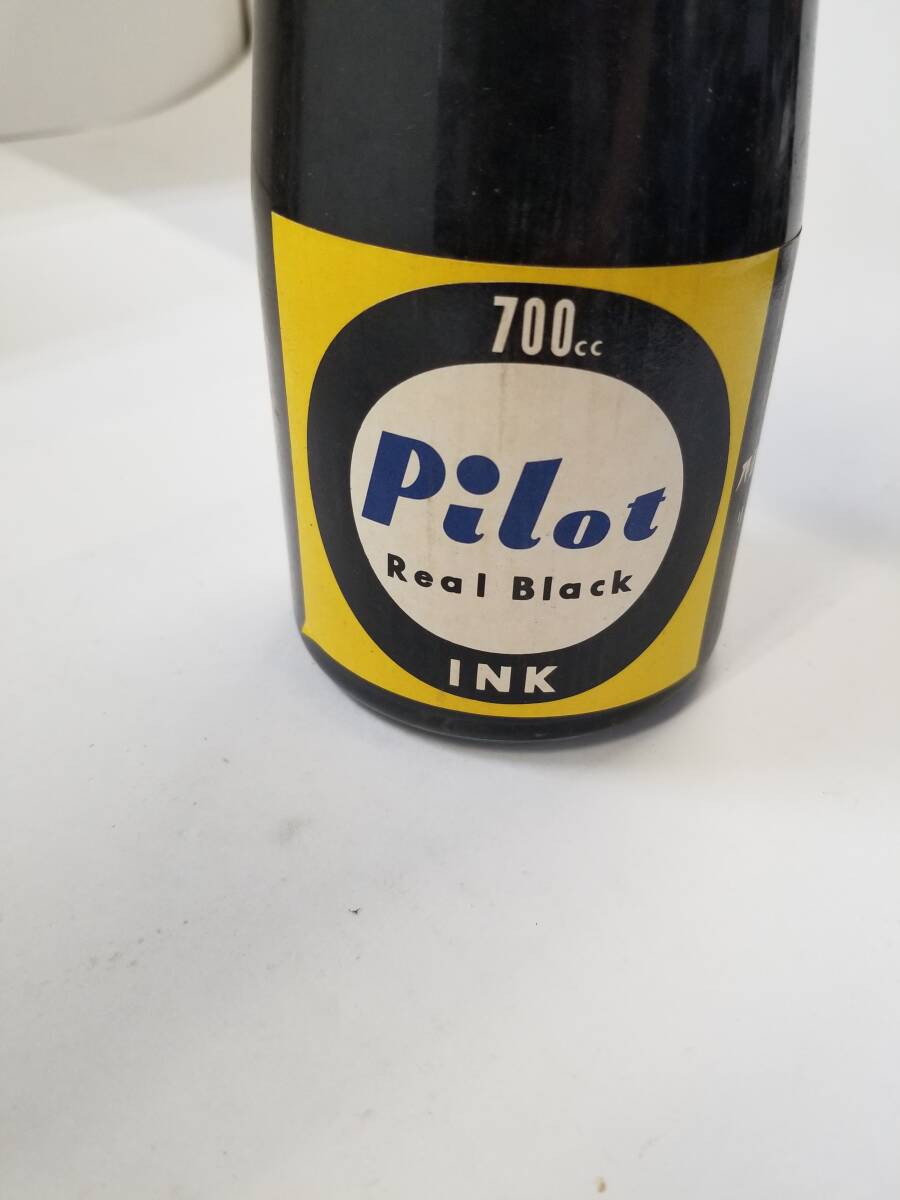 700cc
Pilot
Real Black
INK